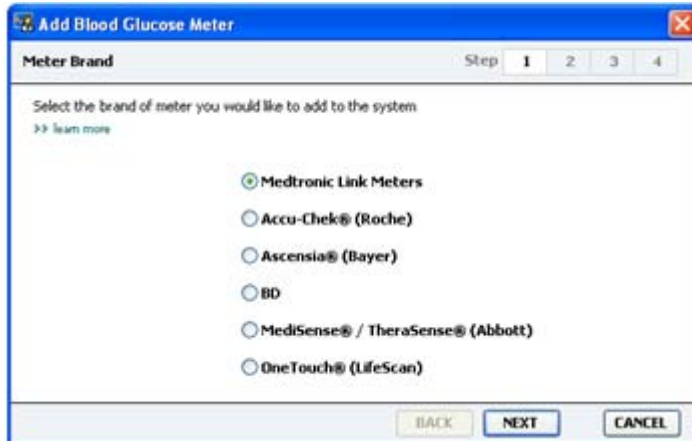 Add Blood Glucose Meter
Meter Brand Step 1 2 3 4
Select the brand of meter you would like to add to the system
>> learn more
Medtronic Link Meters
Accu-Chek® (Roche)
Ascensia® (Bayer)
BD
MediSense® / TheraSense® (Abbott)
OneTouch® (LifeScan)
BACK NEXT CANCEL